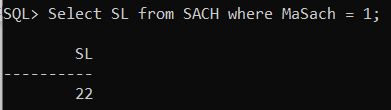 SQL> Select SL from SACH where MaSach = 1;
SL
----------
22